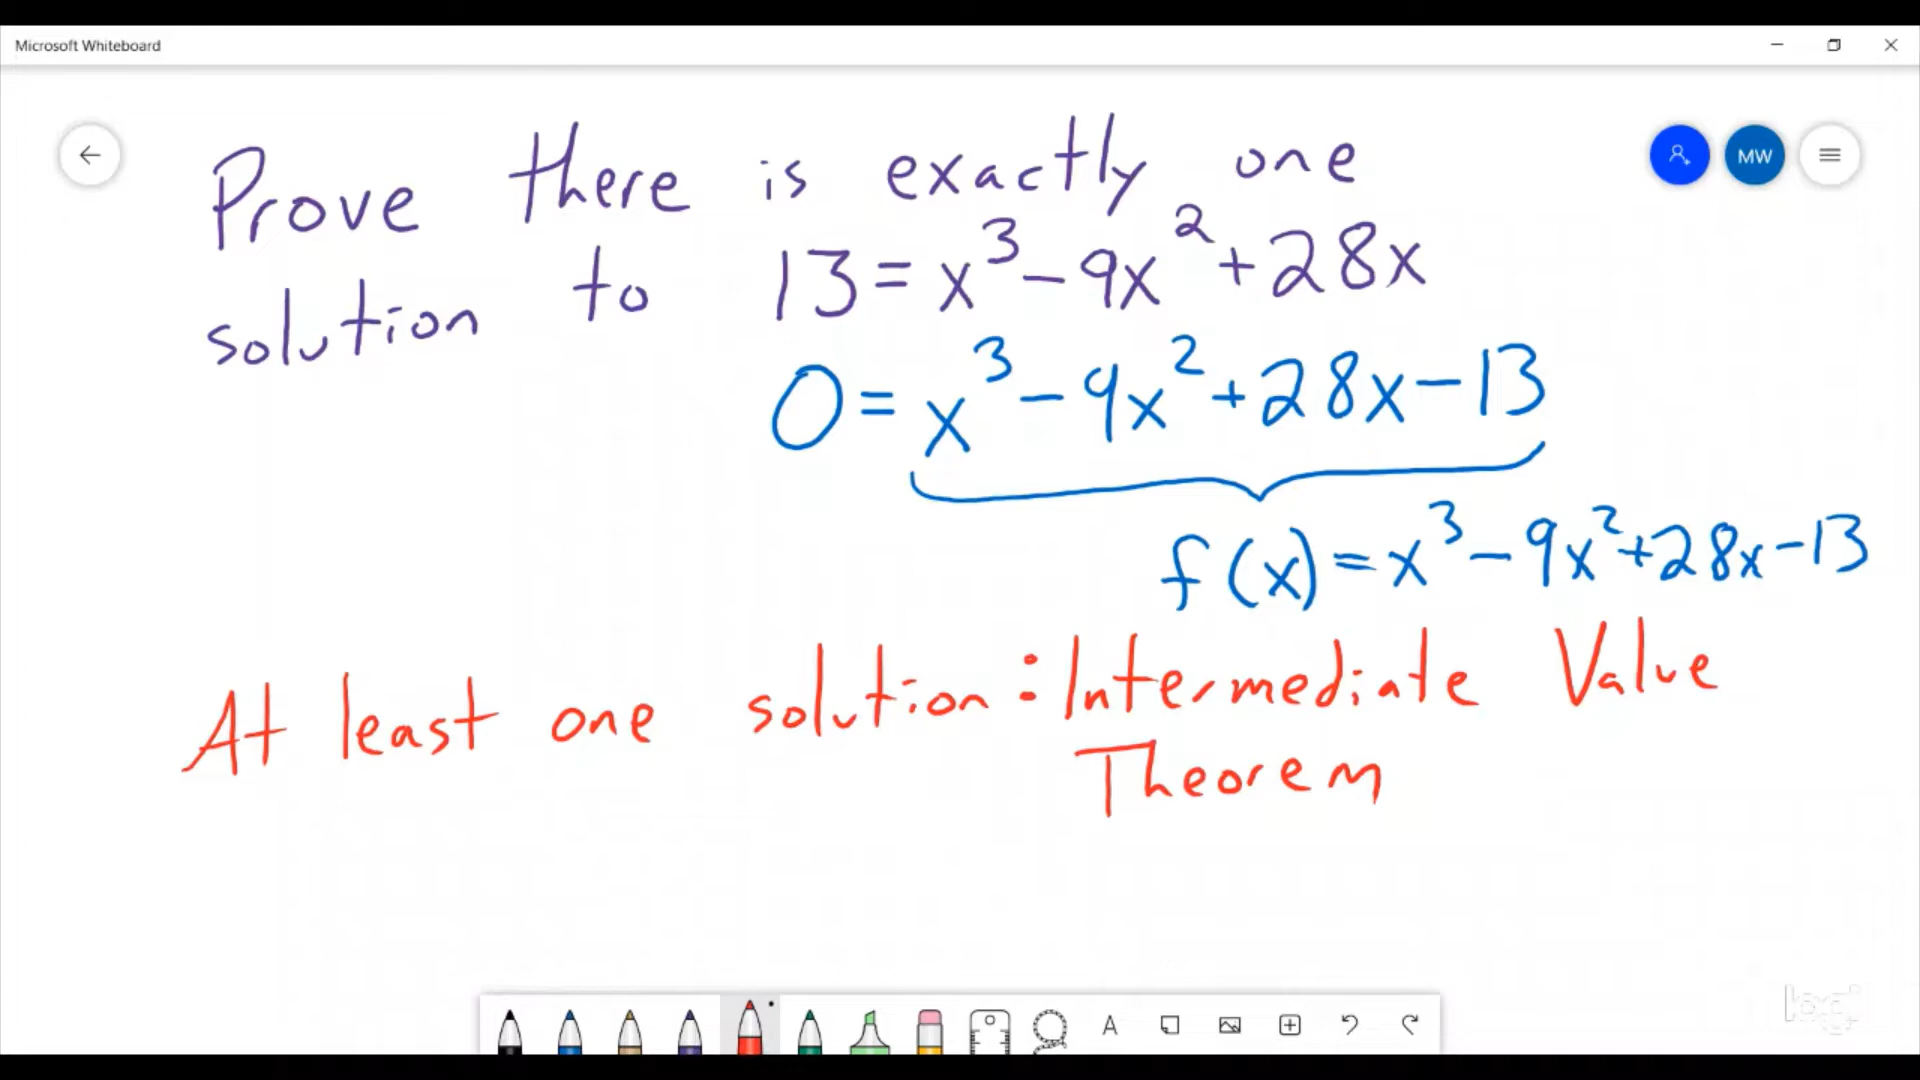 Microsoft Whiteboard
MW
Prove there is exactly one
solution to 13 = x³ - 9x² + 28x
0 = x³ - 9x² + 28x - 13
f(x) = x³ - 9x² + 28x - 13
At least one solution: Intermediate Value
Theorem
A